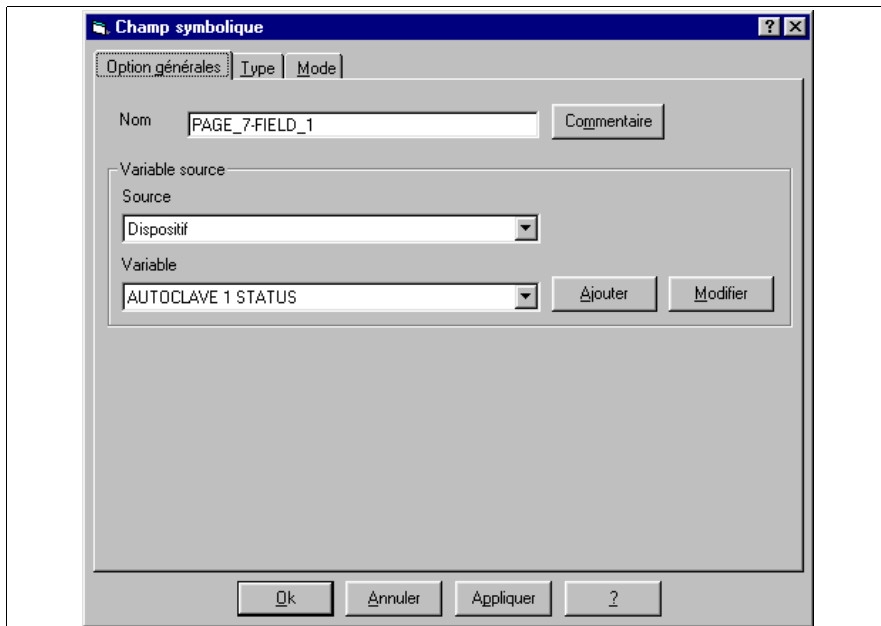 Champ symbolique
Option générales Type Mode
Nom PAGE_7-FIELD_1 Commentaire
Variable source
Source
Dispositif
Variable
AUTOCLAVE 1 STATUS Ajouter Modifier
Ok Annuler Appliquer ?